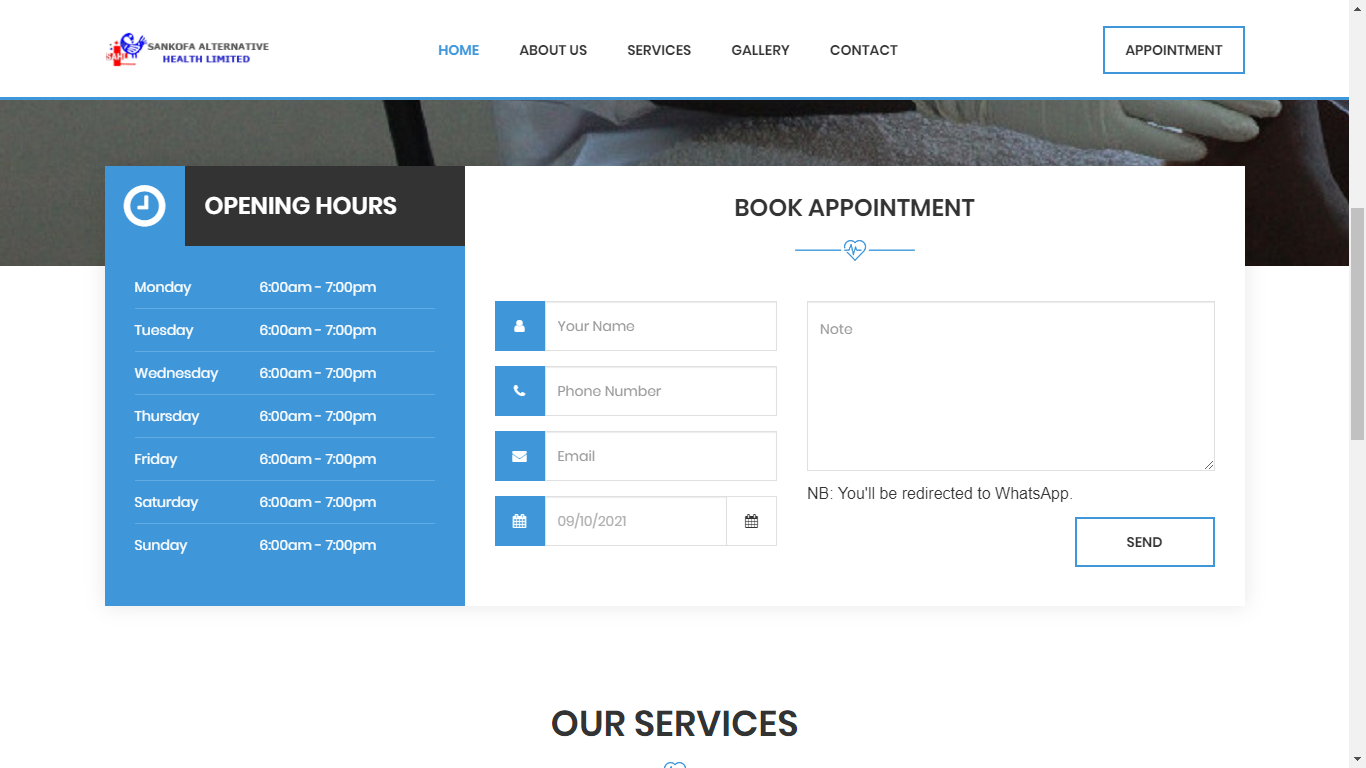 SANKOFA ALTERNATIVE
HEALTH LIMITED
SAHL
HOME ABOUT US SERVICES GALLERY CONTACT
APPOINTMENT
OPENING HOURS
Monday 6:00am - 7:00pm
Tuesday 6:00am - 7:00pm
Wednesday 6:00am - 7:00pm
Thursday 6:00am - 7:00pm
Friday 6:00am - 7:00pm
Saturday 6:00am - 7:00pm
Sunday 6:00am - 7:00pm
BOOK APPOINTMENT
Your Name
Phone Number
Email
09/10/2021
Note
NB: You'll be redirected to WhatsApp.
SEND
OUR SERVICES